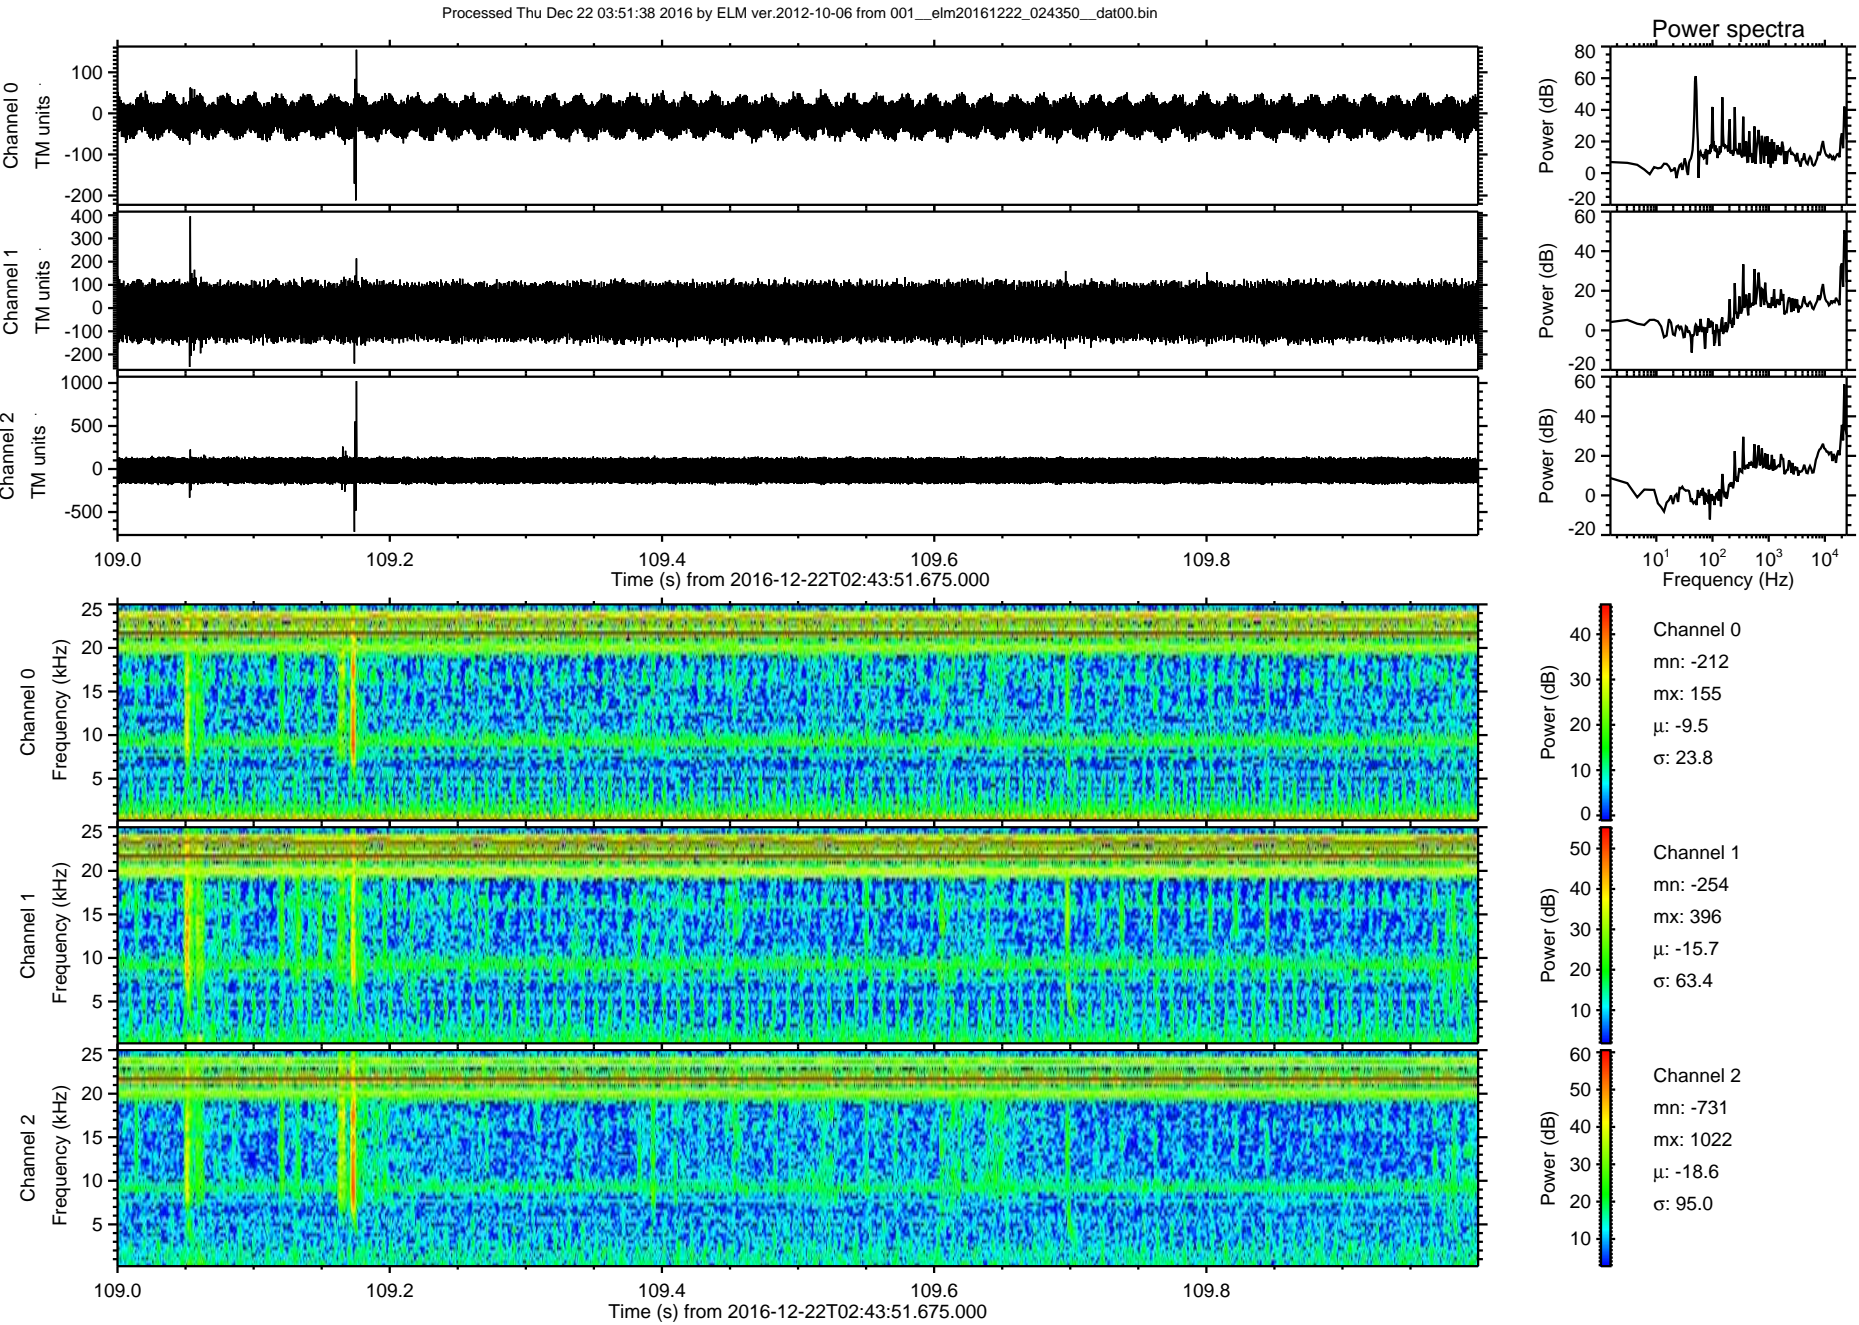 Processed Thu Dec 22 03:51:38 2016 by ELM ver.2012-10-06 from 001__elm20161222_024350__dat00.bin
Power spectra
Channel 0
TM units
100
0
-100
-200
Power (dB)
80
60
40
20
0
-20
Channel 1
TM units
400
300
200
100
0
-100
-200
Power (dB)
60
40
20
0
-20
Channel 2
TM units
1000
500
0
-500
Power (dB)
60
40
20
0
-20
109.0 109.2 109.4 109.6 109.8
Time (s) from 2016-12-22T02:43:51.675.000
10¹ 10² 10³ 10⁴
Frequency (Hz)
Channel 0
Frequency (kHz)
25
20
15
10
5
Power (dB)
40
30
20
10
0
Channel 0
mn: -212
mx: 155
µ: -9.5
σ: 23.8
Channel 1
Frequency (kHz)
25
20
15
10
5
Power (dB)
50
40
30
20
10
Channel 1
mn: -254
mx: 396
µ: -15.7
σ: 63.4
Channel 2
Frequency (kHz)
25
20
15
10
5
Power (dB)
60
50
40
30
20
10
Channel 2
mn: -731
mx: 1022
µ: -18.6
σ: 95.0
109.0 109.2 109.4 109.6 109.8
Time (s) from 2016-12-22T02:43:51.675.000